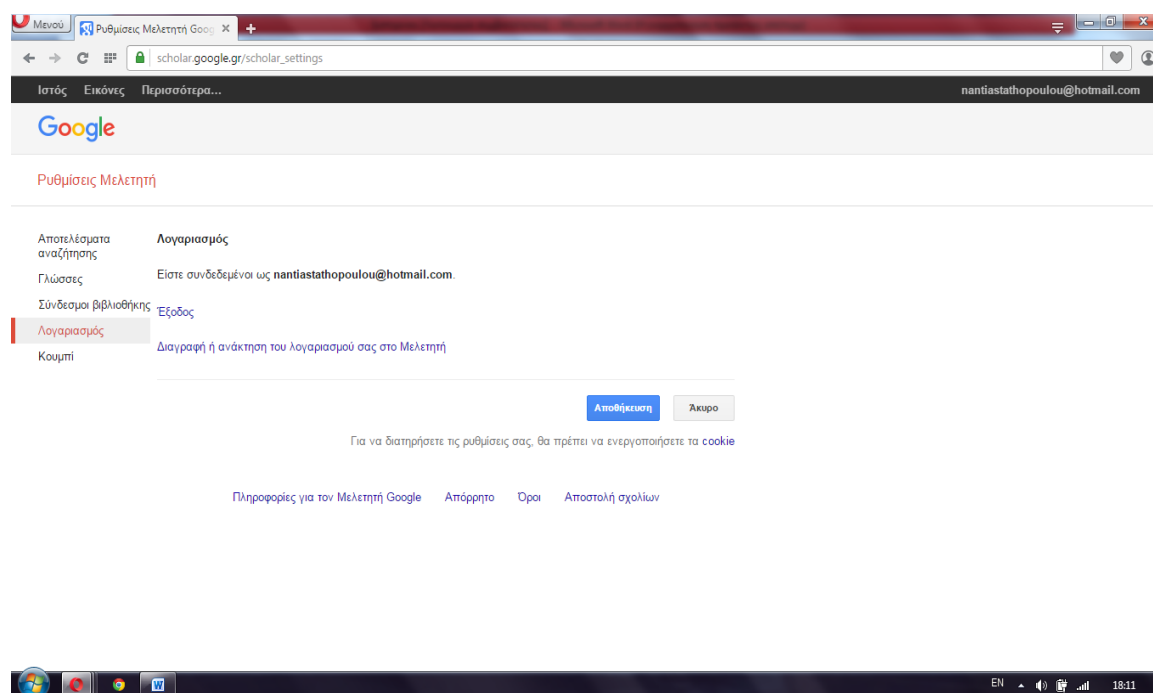 Μενού
Ρυθμίσεις Μελετητή Goog
scholar.google.gr/scholar_settings
Ιστός Εικόνες Περισσότερα...
nantiastathopoulou@hotmail.com
Google
Ρυθμίσεις Μελετητή
Αποτελέσματα
αναζήτησης
Γλώσσες
Σύνδεσμοι βιβλιοθήκης
Λογαριασμός
Κουμπί
Λογαριασμός
Είστε συνδεδεμένοι ως nantiastathopoulou@hotmail.com.
Έξοδος
Διαγραφή ή ανάκτηση του λογαριασμού σας στο Μελετητή
Αποθήκευση Άκυρο
Για να διατηρήσετε τις ρυθμίσεις σας, θα πρέπει να ενεργοποιήσετε τα cookie
Πληροφορίες για τον Μελετητή Google Απόρρητο Όροι Αποστολή σχολίων
EN 18:11